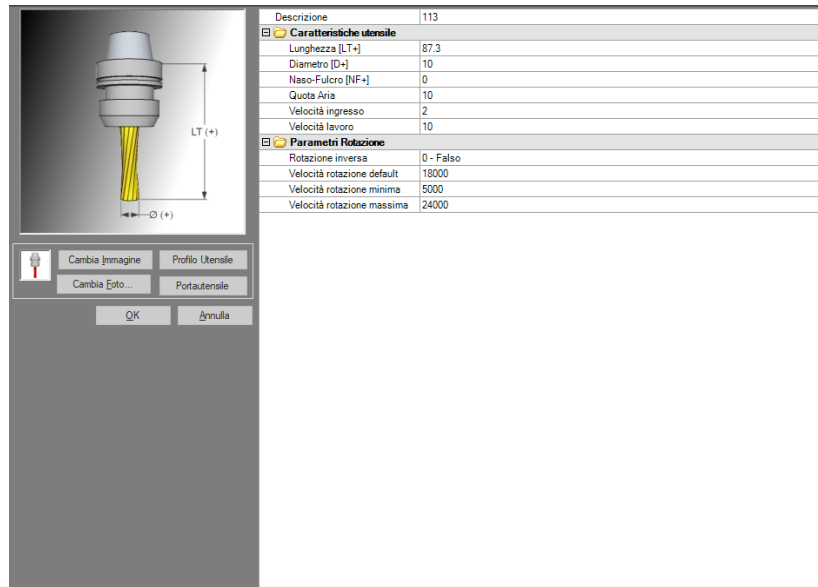 Descrizione 113
Caratteristiche utensile
Lunghezza [LT+] 87.3
Diametro [D+] 10
Naso-Fulcro [NF+] 0
Quota Aria 10
Velocità ingresso 2
Velocità lavoro 10
Parametri Rotazione
Rotazione inversa 0 - Falso
Velocità rotazione default 18000
Velocità rotazione minima 5000
Velocità rotazione massima 24000
LT (+)
Ø (+)
Cambia Immagine Profilo Utensile
Cambia Foto... Portautensile
OK Annulla